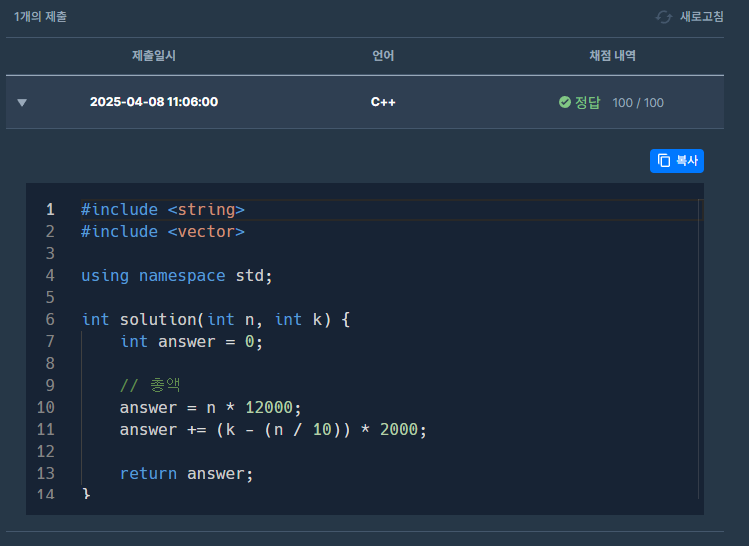 1개의 제출
새로고침
제출일시 언어 채점 내역
2025-04-08 11:06:00 C++ 정답 100 / 100
복사
1 #include <string>
2 #include <vector>
3
4 using namespace std;
5
6 int solution(int n, int k) {
7     int answer = 0;
8
9     // 총액
10     answer = n * 12000;
11     answer += (k - (n / 10)) * 2000;
12
13     return answer;
14 }